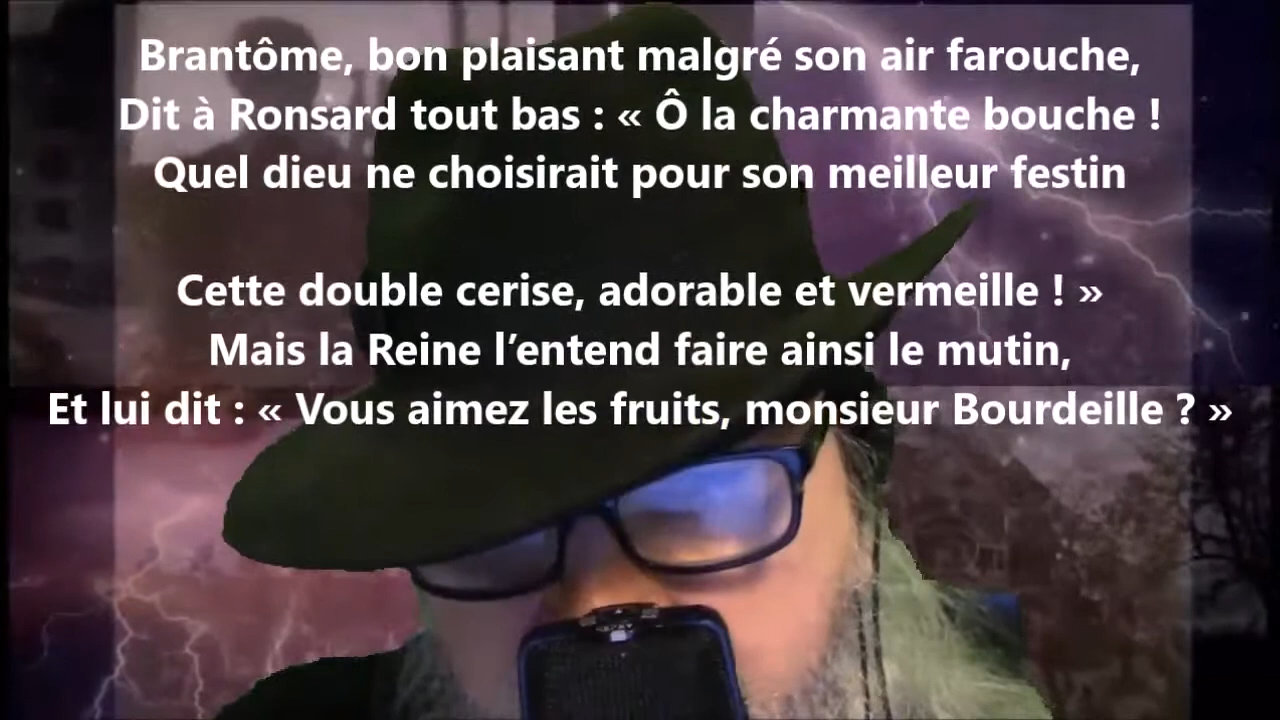 Brantôme, bon plaisant malgré son air farouche,
Dit à Ronsard tout bas : « Ô la charmante bouche !
Quel dieu ne choisirait pour son meilleur festin
Cette double cerise, adorable et vermeille ! »
Mais la Reine l’entend faire ainsi le mutin,
Et lui dit : « Vous aimez les fruits, monsieur Bourdeille ? »